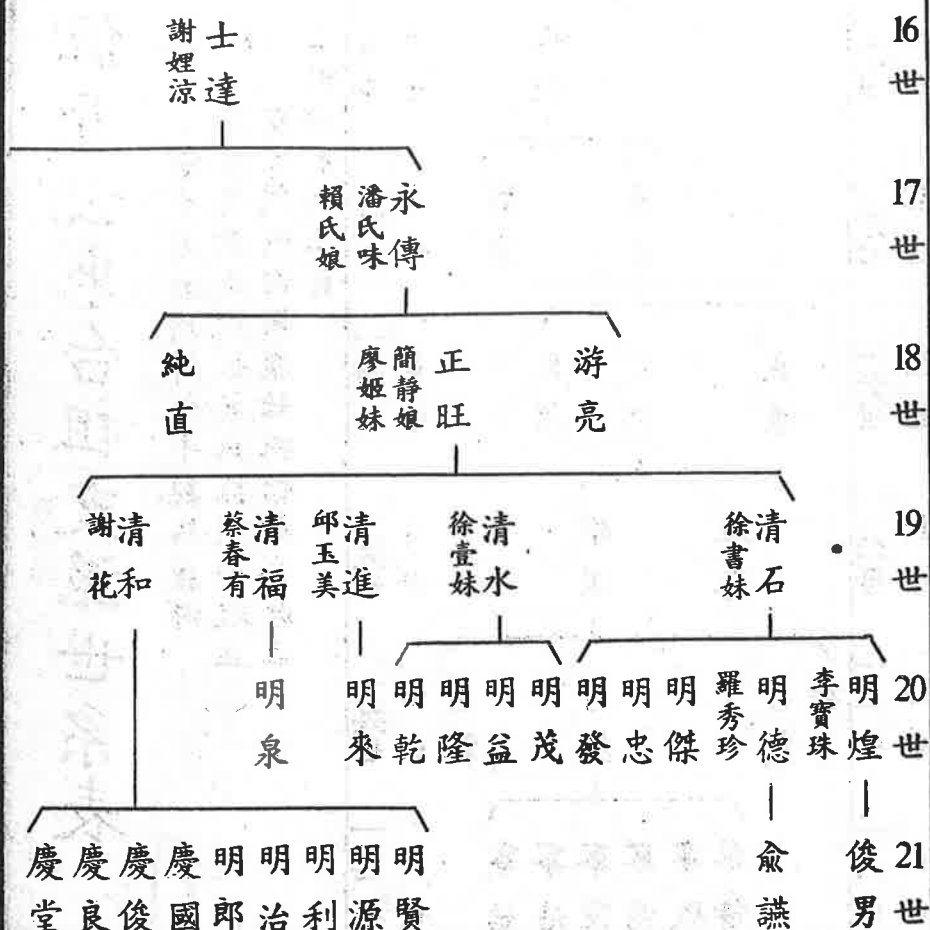 16世
士達
謝娌涼
17世
永傳
潘氏味
賴氏娘
18世
游亮
正旺
簡靜娘
廖姬妹
純直
19世
清石
徐書妹
清水
徐壹妹
清進
邱玉美
清福
蔡春有
清和
謝花
20世
明煌
李寶珠
明德
羅秀珍
明傑
明忠
明發
明茂
明益
明隆
明乾
明來
明泉
21世
俊男
俞讌
明賢
明源
明利
明治
明郎
慶國
慶俊
慶良
慶堂